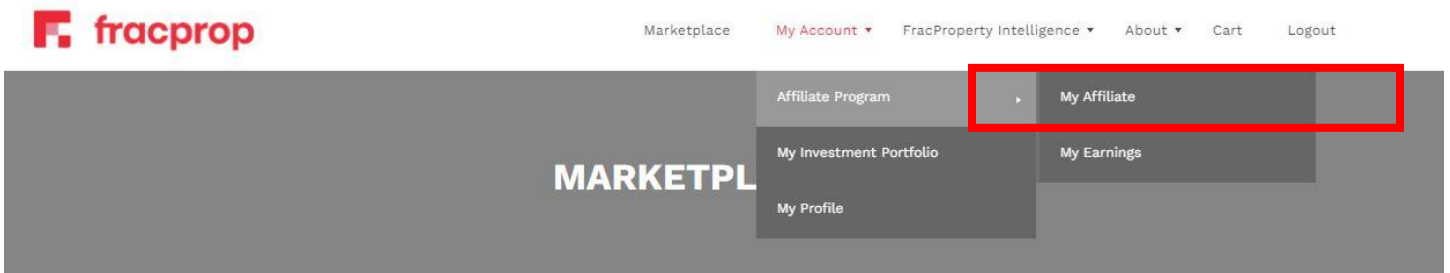 fracprop
Marketplace My Account FracProperty Intelligence About Cart Logout
Affiliate Program My Affiliate
My Investment Portfolio My Earnings
MARKETPL
My Profile